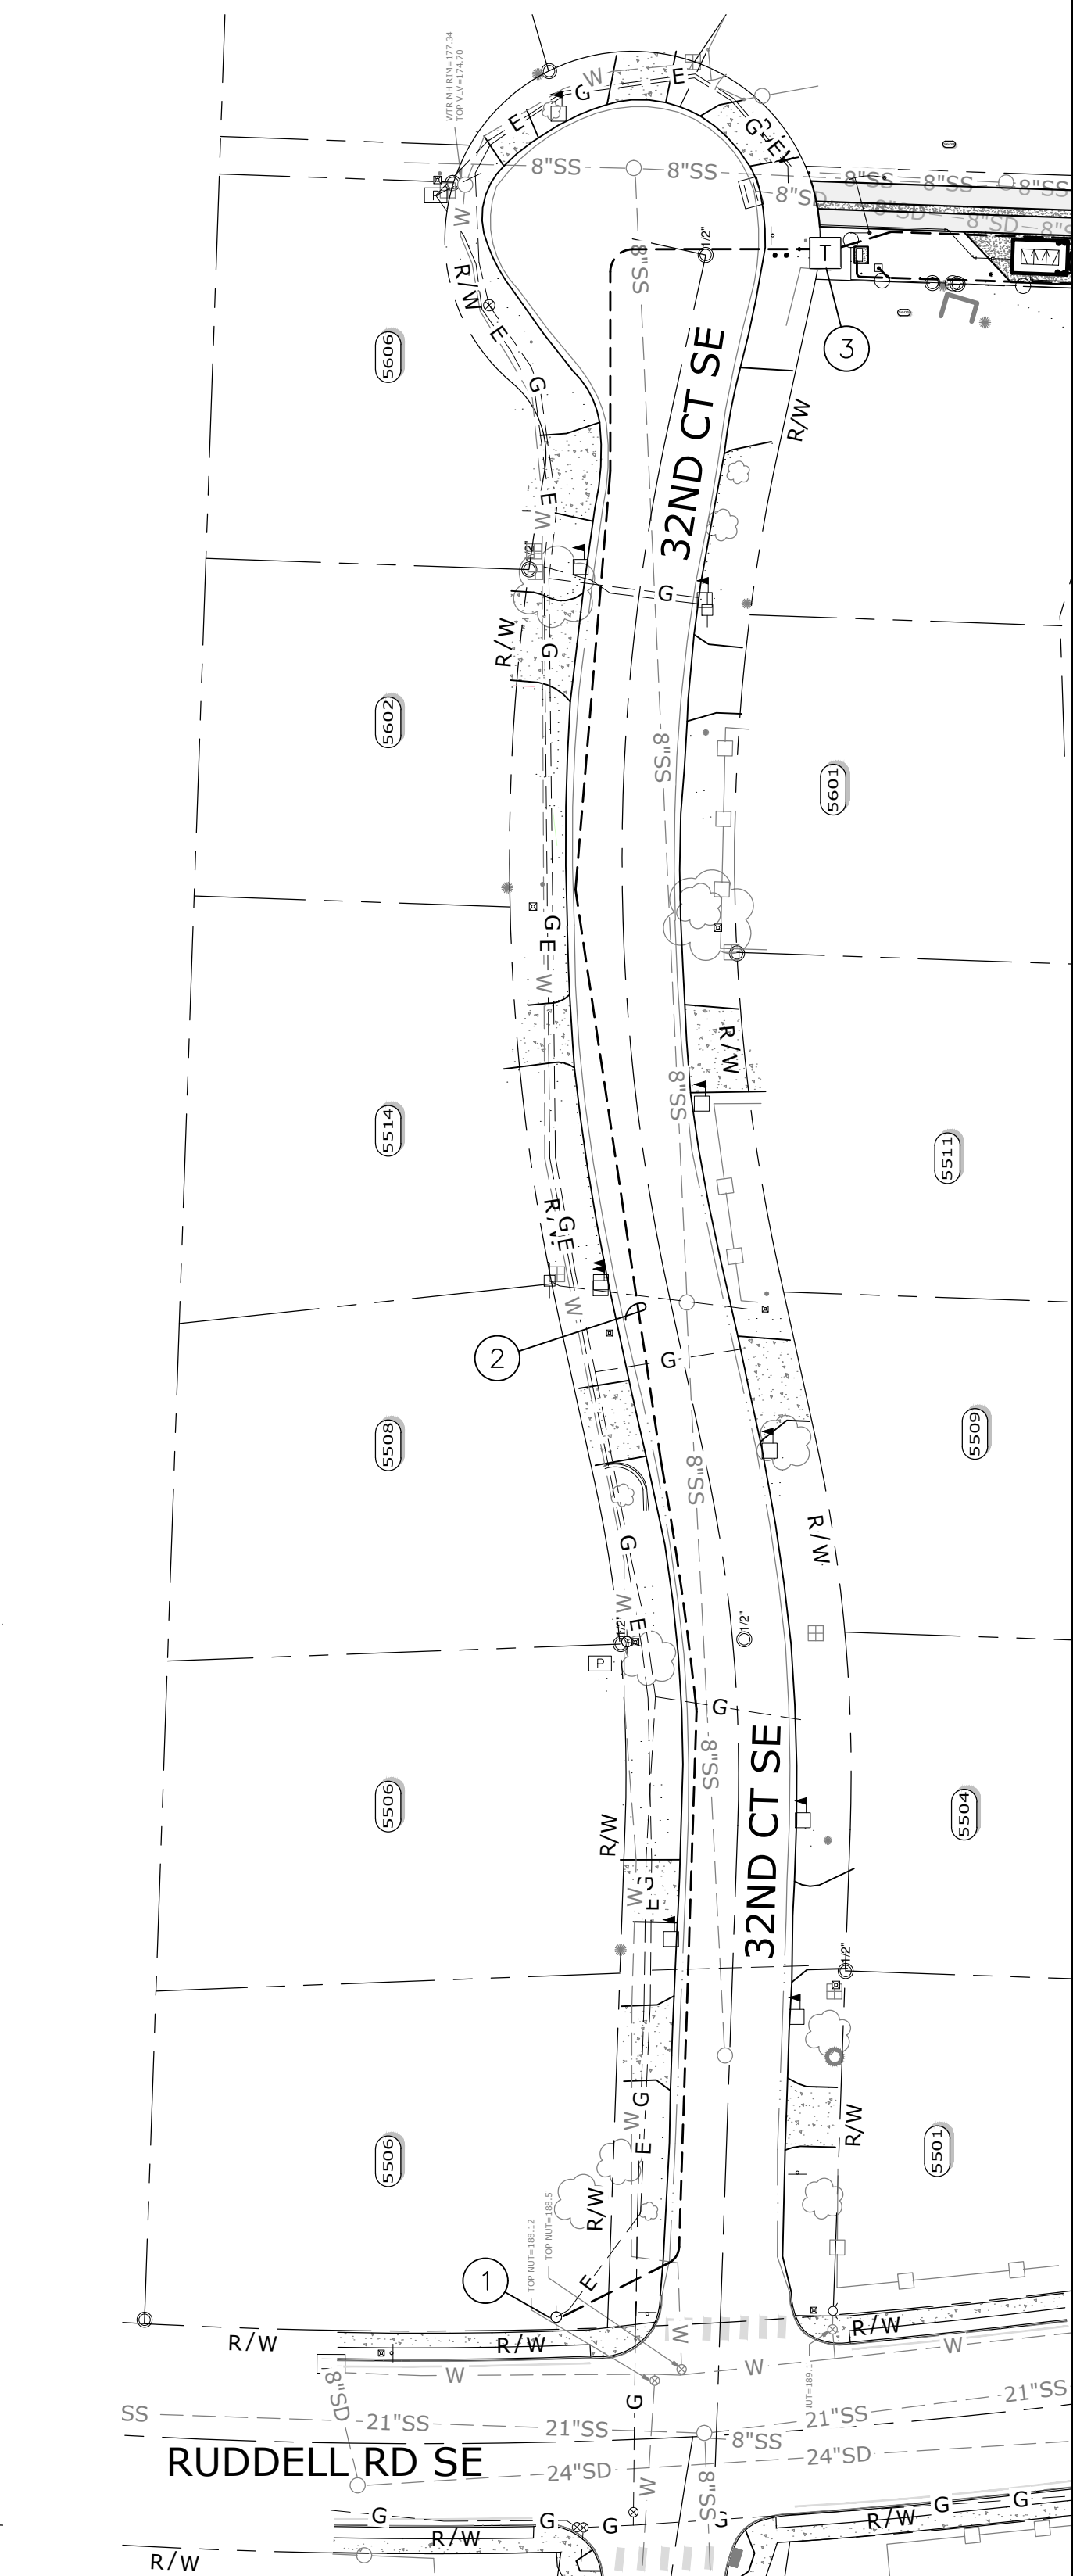 WTR MH RIM=177.34
TOP VLV=174.70
W
E
G
E
G
E
8"SS
8"SS
8"SS
8"SS
8"SS
8"SD
8"SD
8"SD
8"S
W
1/2"
8"SS
T
R/W
E
3
5606
G
32ND CT SE
R/W
E
W
G
R/W
G
5602
8"SS
5601
G
E
W
R/W
8"SS
5514
5511
G
E
W
2
G
5508
5509
8"SS
R/W
G
W
1/2"
1/2"
E
P
G
8"SS
32ND CT SE
5506
5504
R/W
W
G
E
1/2"
G
W
R/W
E
5506
5501
R/W
TOP NUT=188.12
TOP NUT=188.5'
1
E
R/W
R/W
W
R/W
W
W
W
8"SD
G
SS
21"SS
21"SS
21"SS
21"SS
8"SS
RUDDELL RD SE
24"SD
24"SD
W
8"SS
G
G
G
G
R/W
G
G
R/W
R/W